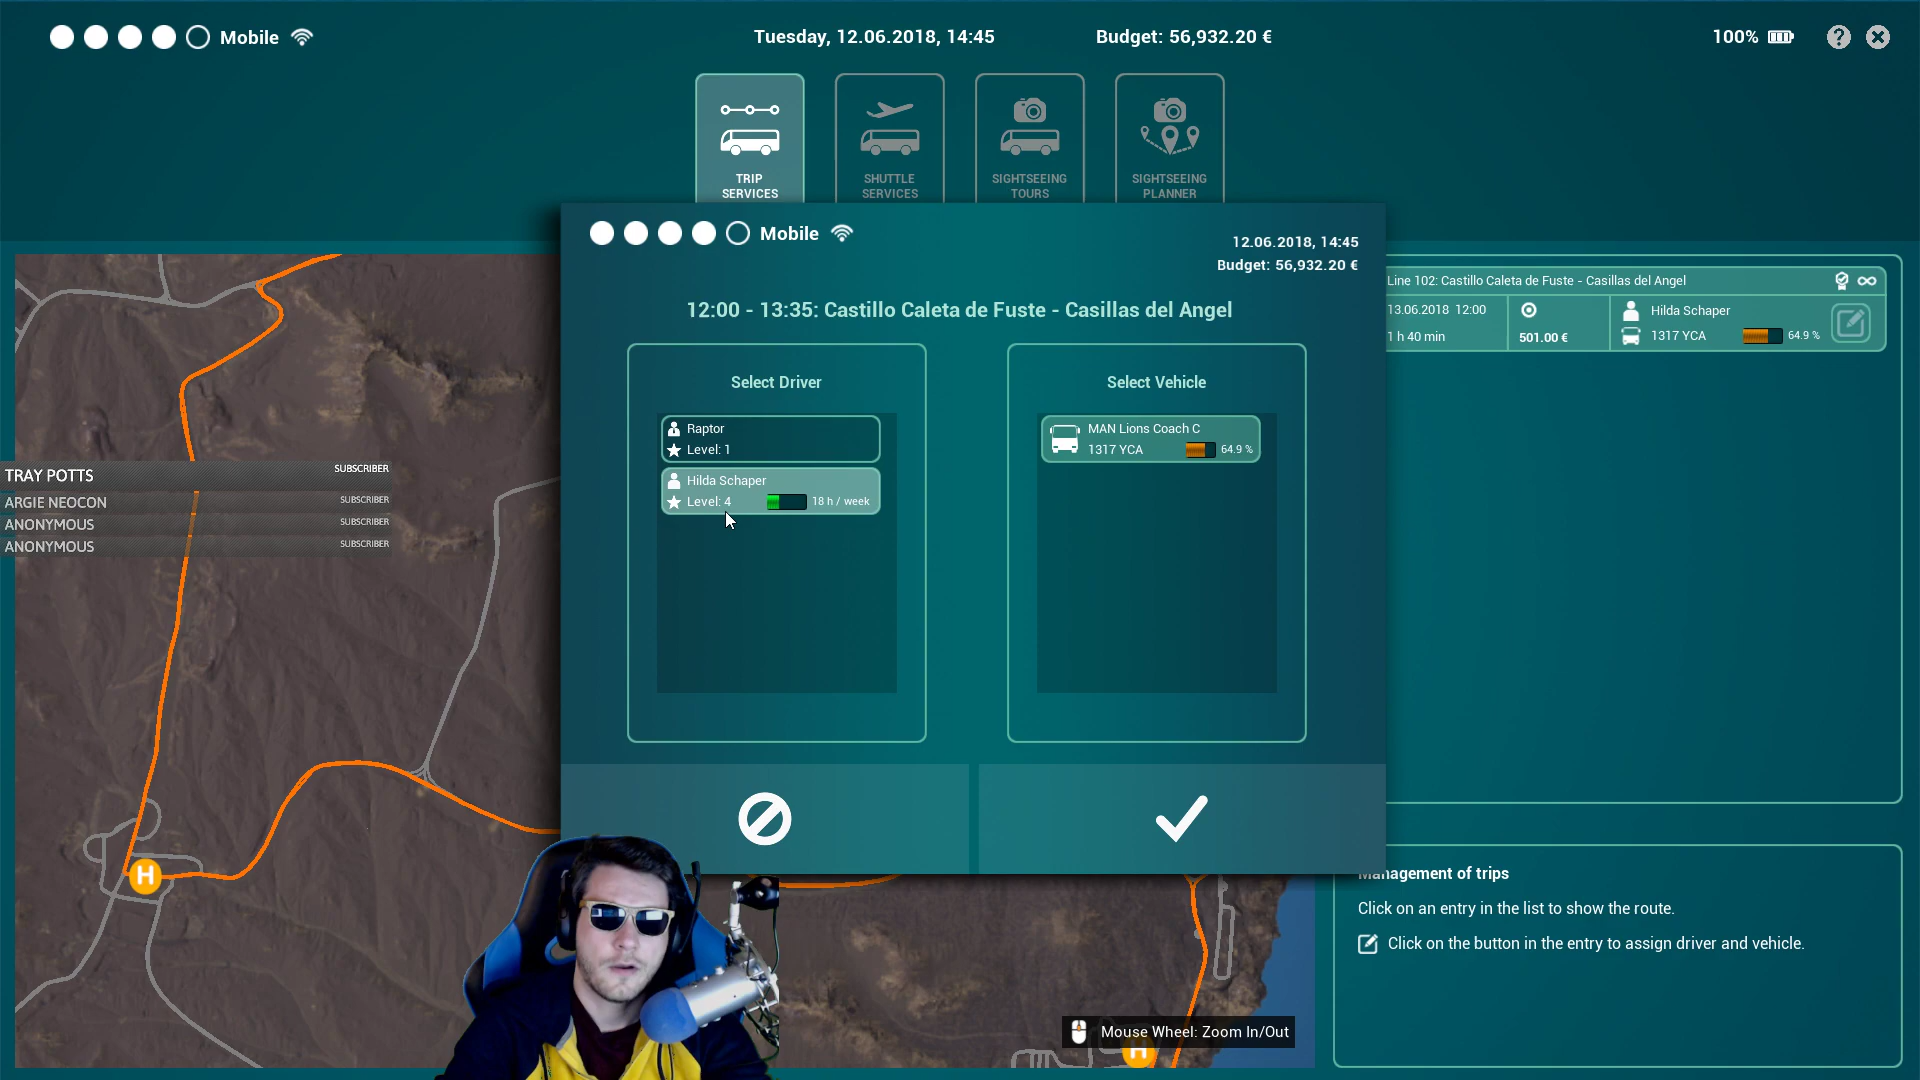 Mobile
Tuesday, 12.06.2018, 14:45
Budget: 56,932.20 €
100%
?
TRIP
SERVICES
SHUTTLE
SERVICES
SIGHTSEEING
TOURS
SIGHTSEEING
PLANNER
Mobile
12.06.2018, 14:45
Budget: 56,932.20 €
12:00 - 13:35: Castillo Caleta de Fuste - Casillas del Angel
Select Driver
Raptor
Level: 1
Hilda Schaper
Level: 4
18 h / week
Select Vehicle
MAN Lions Coach C
1317 YCA
64.9 %
Line 102: Castillo Caleta de Fuste - Casillas del Angel
13.06.2018 12:00
1 h 40 min
501.00 €
Hilda Schaper
1317 YCA
64.9 %
TRAY POTTS SUBSCRIBER
ARGIE NEOCON SUBSCRIBER
ANONYMOUS SUBSCRIBER
ANONYMOUS SUBSCRIBER
H
H
Management of trips
Click on an entry in the list to show the route.
Click on the button in the entry to assign driver and vehicle.
Mouse Wheel: Zoom In/Out